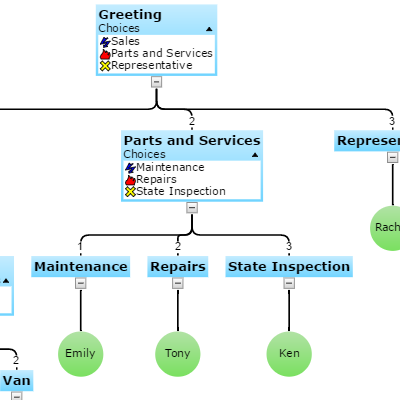 Greeting
Choices
Sales
Parts and Services
Representative
2
3
Parts and Services
Choices
Maintenance
Repairs
State Inspection
Represen
Rach
1
2
3
Maintenance
Repairs
State Inspection
Emily
Tony
Ken
2
Van